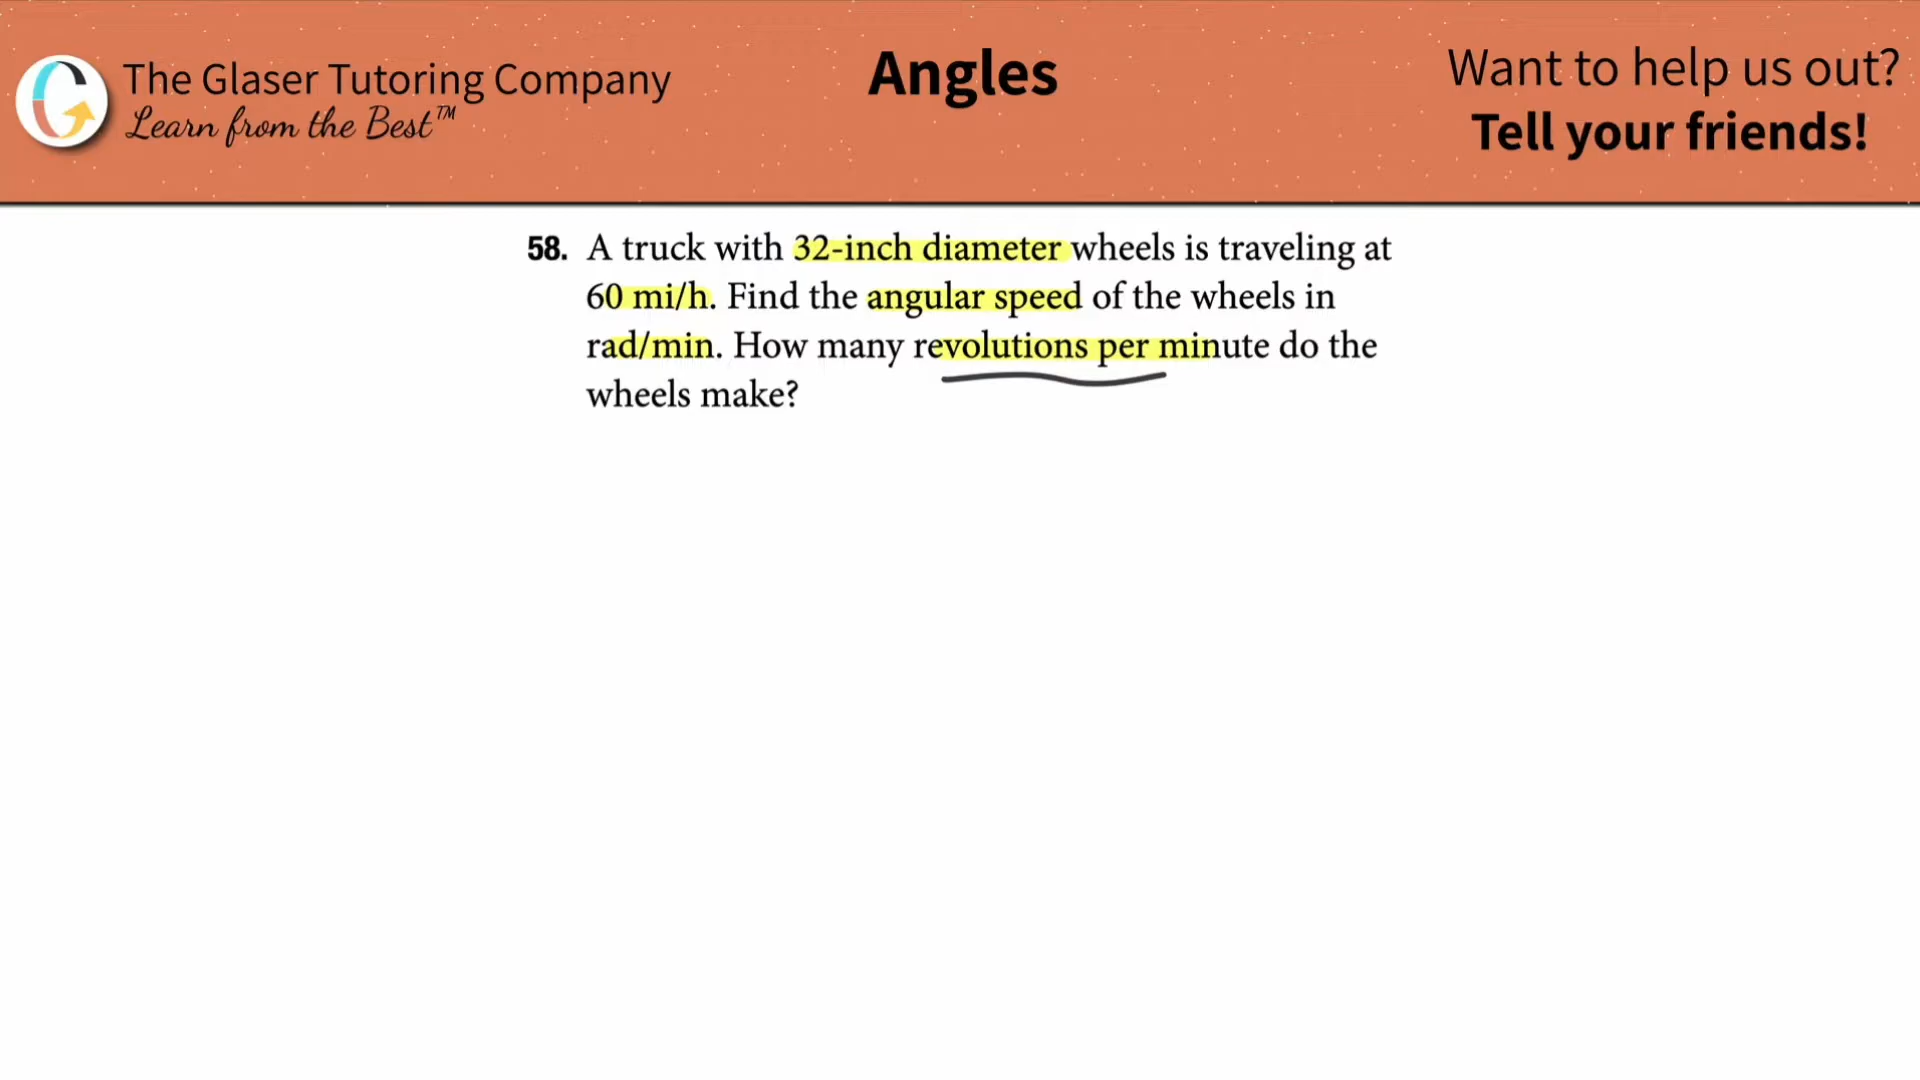 The Glaser Tutoring Company
Learn from the Best™
Angles
Want to help us out?
Tell your friends!
58. A truck with 32-inch diameter wheels is traveling at
60 mi/h. Find the angular speed of the wheels in
rad/min. How many revolutions per minute do the
wheels make?